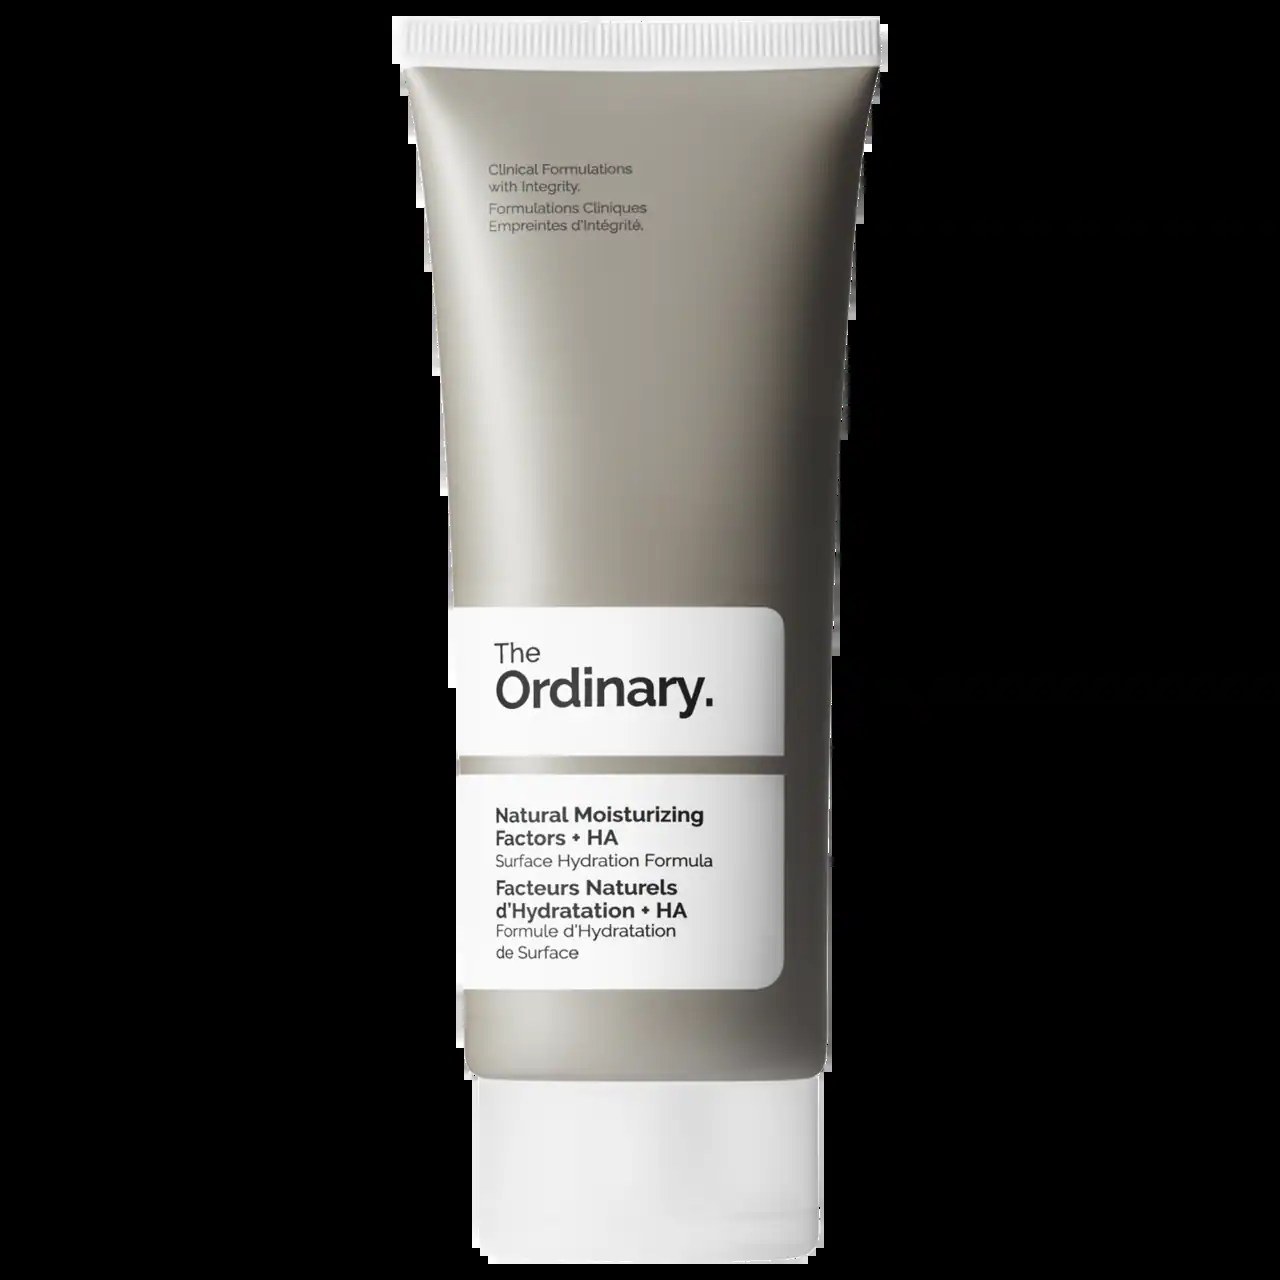 Clinical Formulations
with Integrity.
Formulations Cliniques
Empreintes d'Intégrité.
The
Ordinary.
Natural Moisturizing
Factors + HA
Surface Hydration Formula
Facteurs Naturels
d'Hydratation + HA
Formule d'Hydratation
de Surface